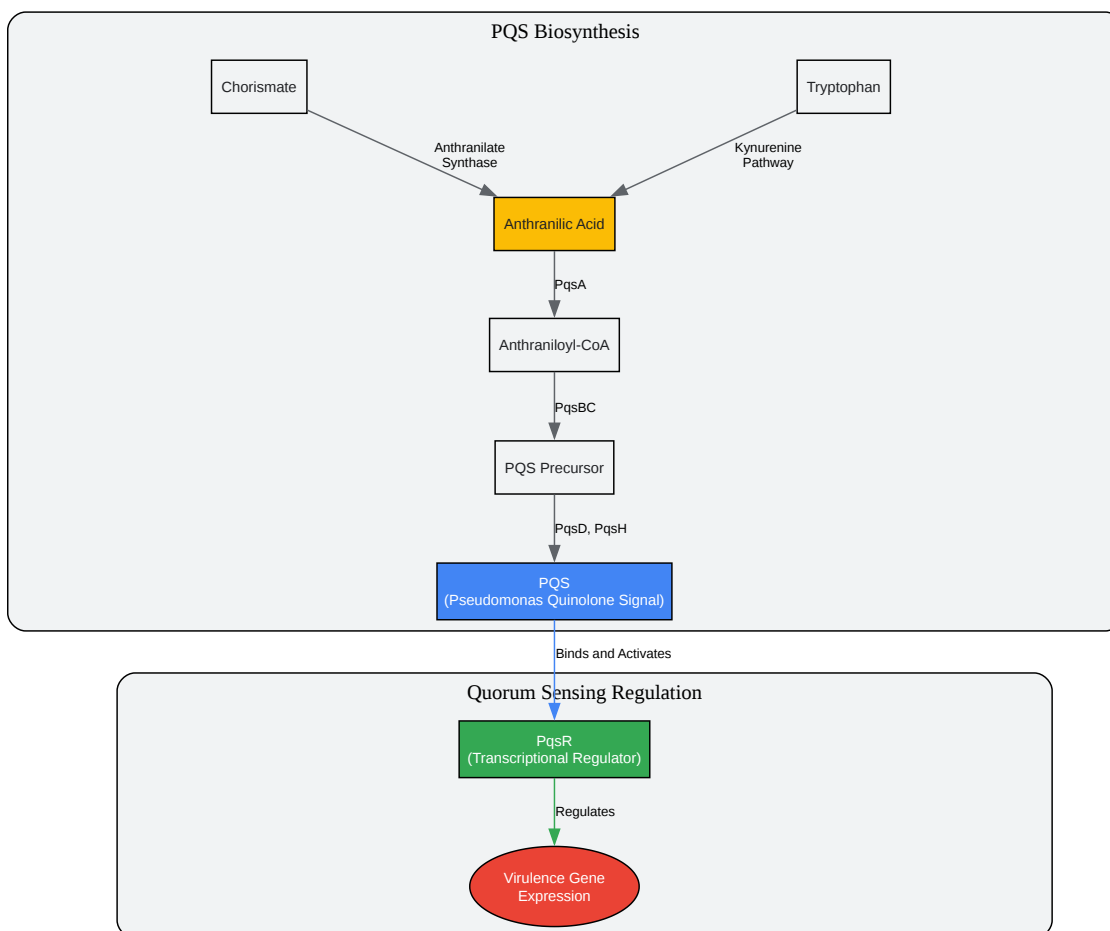 PQS Biosynthesis
Chorismate
Tryptophan
Anthranilate
Synthase
Kynurenine
Pathway
Anthranilic Acid
PqsA
Anthraniloyl-CoA
PqsBC
PQS Precursor
PqsD, PqsH
PQS
(Pseudomonas Quinolone Signal)
Binds and Activates
Quorum Sensing Regulation
PqsR
(Transcriptional Regulator)
Regulates
Virulence Gene
Expression